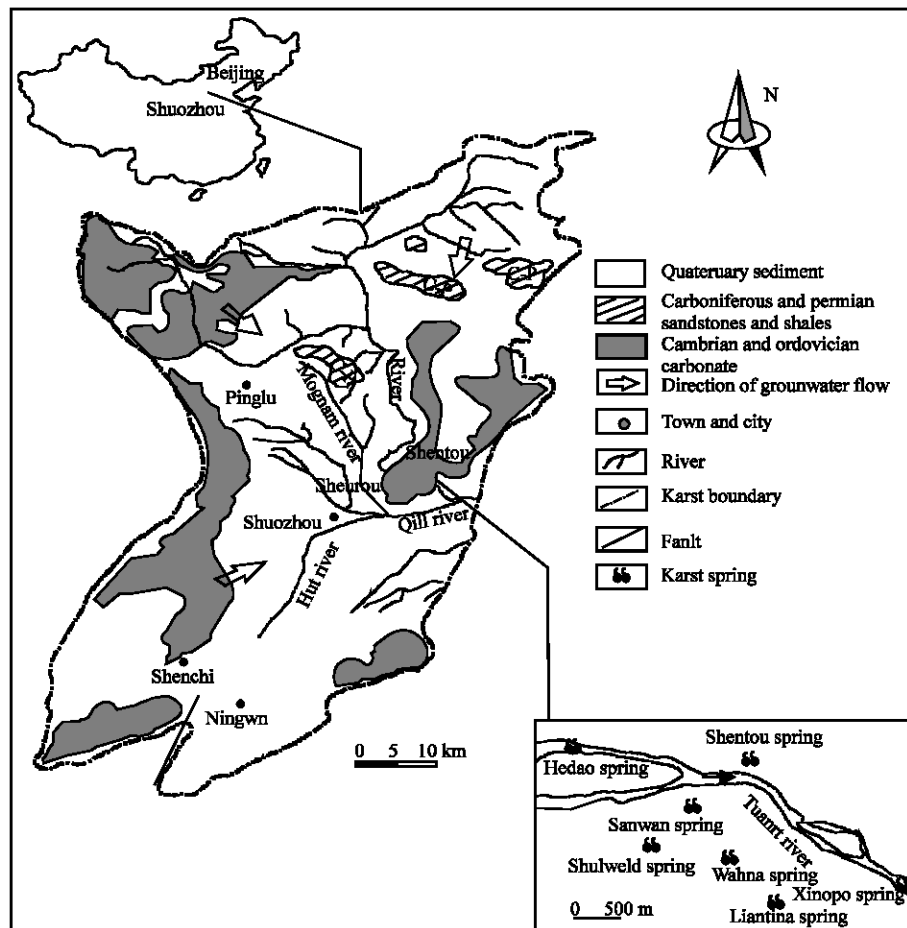 Beijing
Shuozhou
N
Quateruary sediment
Carboniferous and permian
sandstones and shales
Cambrian and ordovician
carbonate
Direction of grounwater flow
Town and city
River
Karst boundary
Fanlt
Karst spring
Pinglu
Mognam river
River
Shentou
Sheurou
Shuozhou
Qill river
Hut river
Shenchi
Ningwn
0 5 10 km
Shentou spring
Hedao spring
Sanwan spring
Tuanrt river
Shulweld spring
Wahna spring
Xinopo spring
Liantina spring
0 500 m